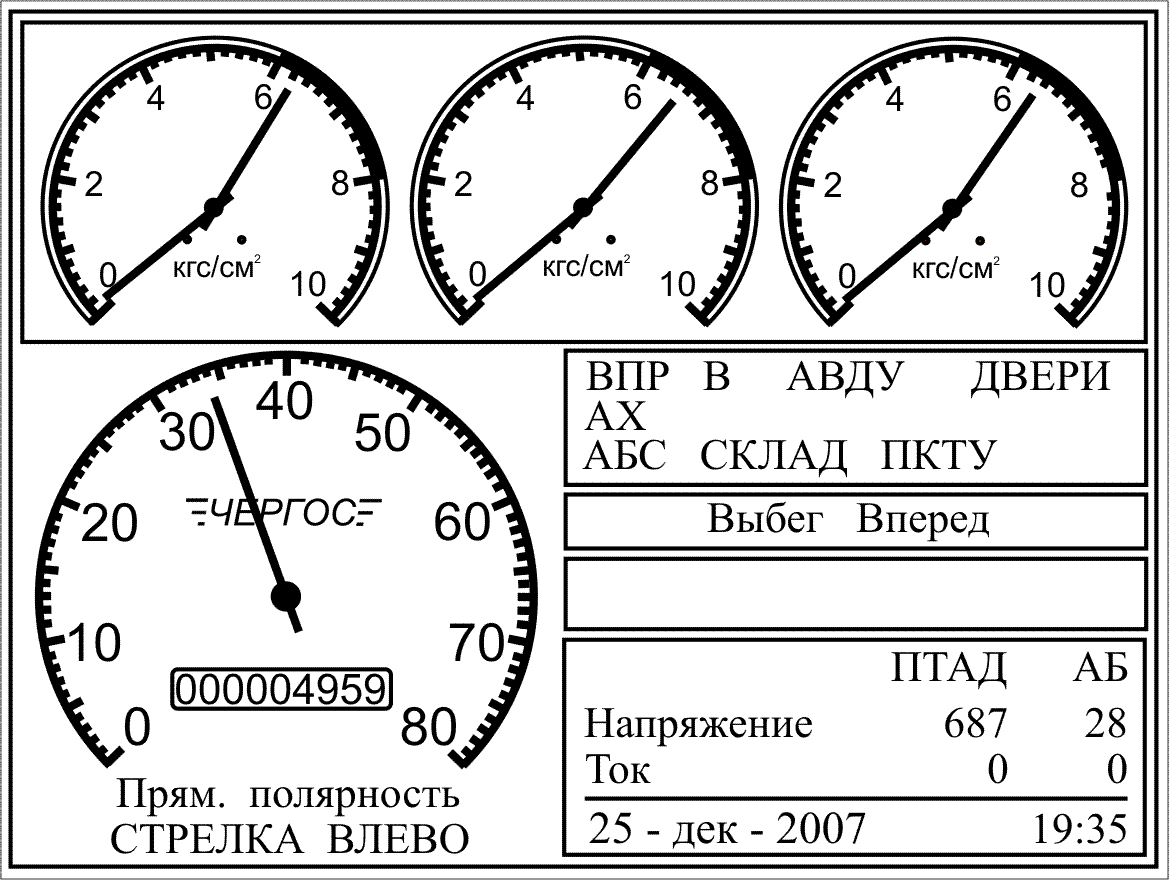 0 2 4 6 8 10
кгс/см²
0 2 4 6 8 10
кгс/см²
0 2 4 6 8 10
кгс/см²
0 10 20 30 40 50 60 70 80
ЧЕРГОС
000004959
Прям. полярность
СТРЕЛКА ВЛЕВО
ВПР В АВДУ ДВЕРИ
АХ
АБС СКЛАД ПКТУ
Выбег Вперед
ПТАД АБ
Напряжение 687 28
Ток 0 0
25 - дек - 2007 19:35